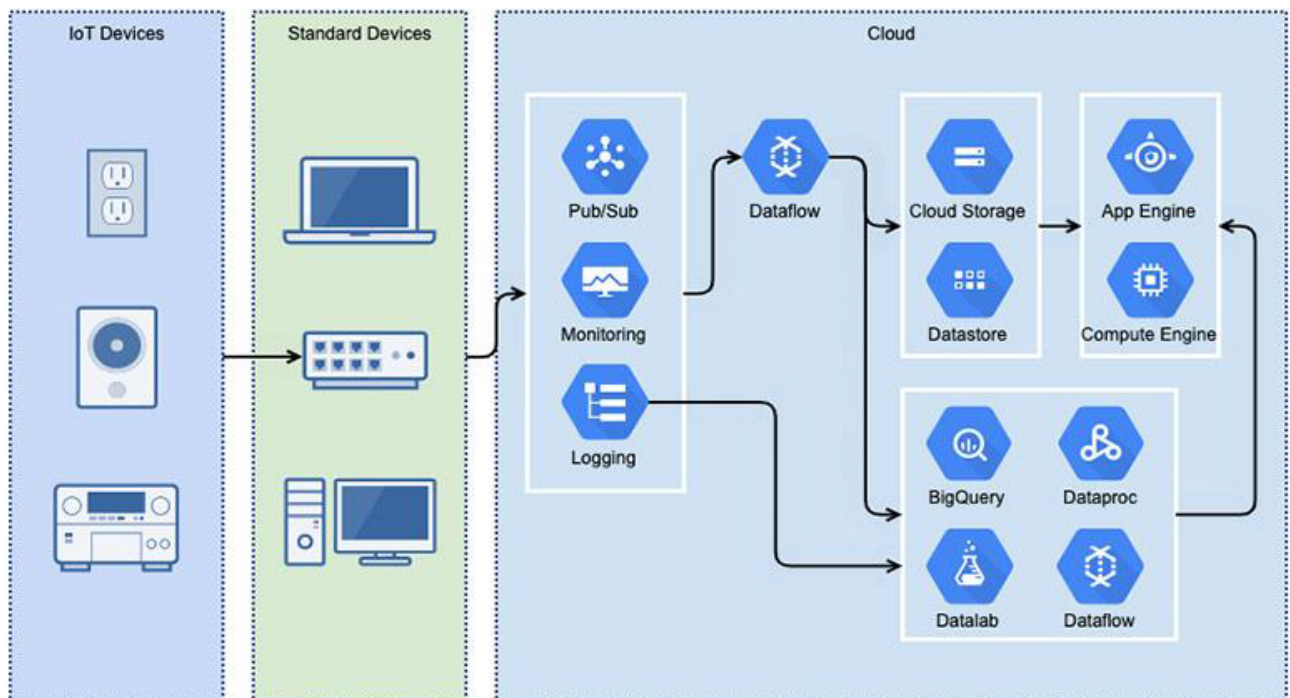 IoT Devices
Standard Devices
Cloud
Pub/Sub
Dataflow
Cloud Storage
App Engine
Monitoring
Datastore
Compute Engine
Logging
BigQuery
Dataproc
Datalab
Dataflow